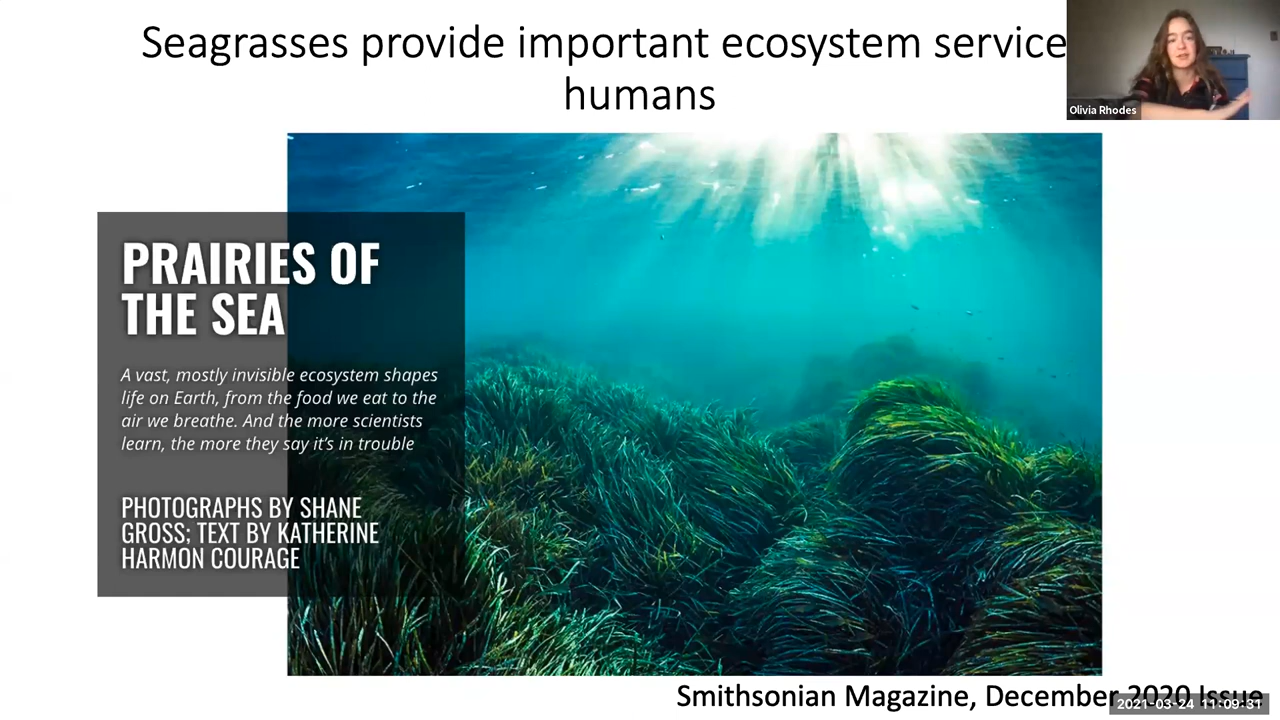 Seagrasses provide important ecosystem service
humans
Olivia Rhodes
PRAIRIES OF
THE SEA
A vast, mostly invisible ecosystem shapes
life on Earth, from the food we eat to the
air we breathe. And the more scientists
learn, the more they say it's in trouble
PHOTOGRAPHS BY SHANE
GROSS; TEXT BY KATHERINE
HARMON COURAGE
Smithsonian Magazine, December 2020 Issue
2021-03-24 11:09:31